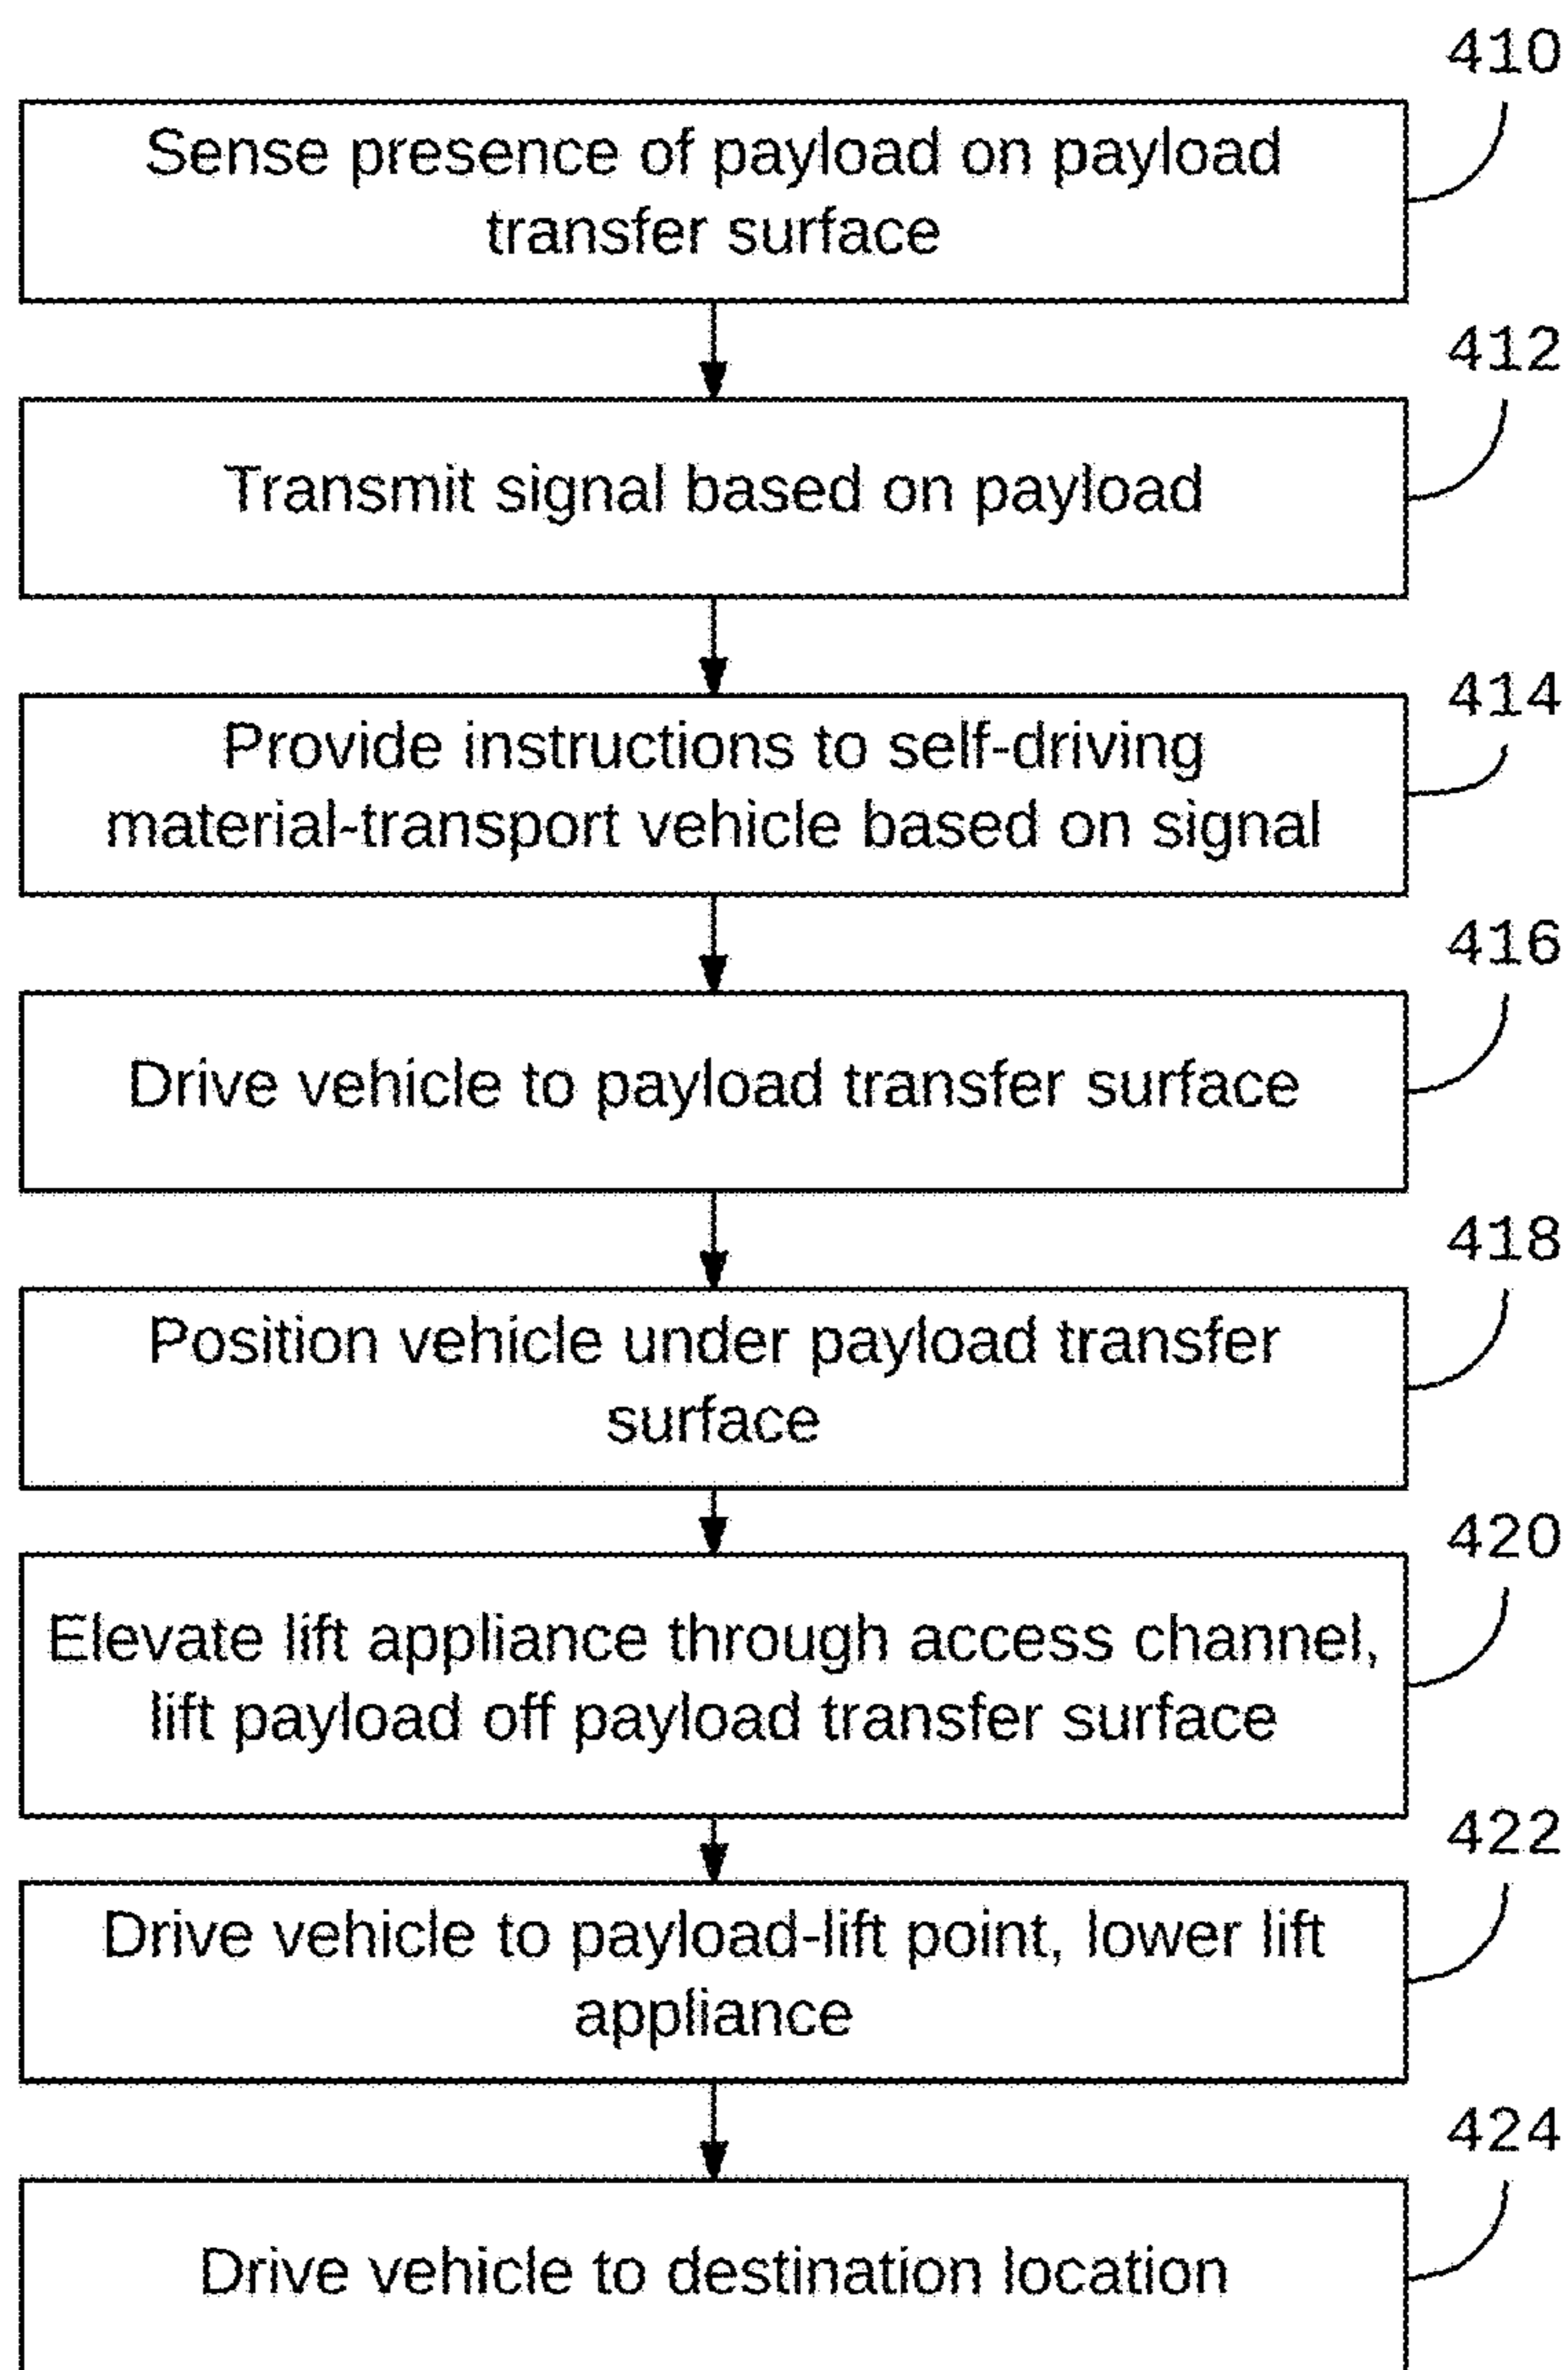 410
Sense presence of payload on payload
transfer surface
412
Transmit signal based on payload
414
Provide instructions to self-driving
material-transport vehicle based on signal
416
Drive vehicle to payload transfer surface
418
Position vehicle under payload transfer
surface
420
Elevate lift appliance through access channel,
lift payload off payload transfer surface
422
Drive vehicle to payload-lift point, lower lift
appliance
424
Drive vehicle to destination location